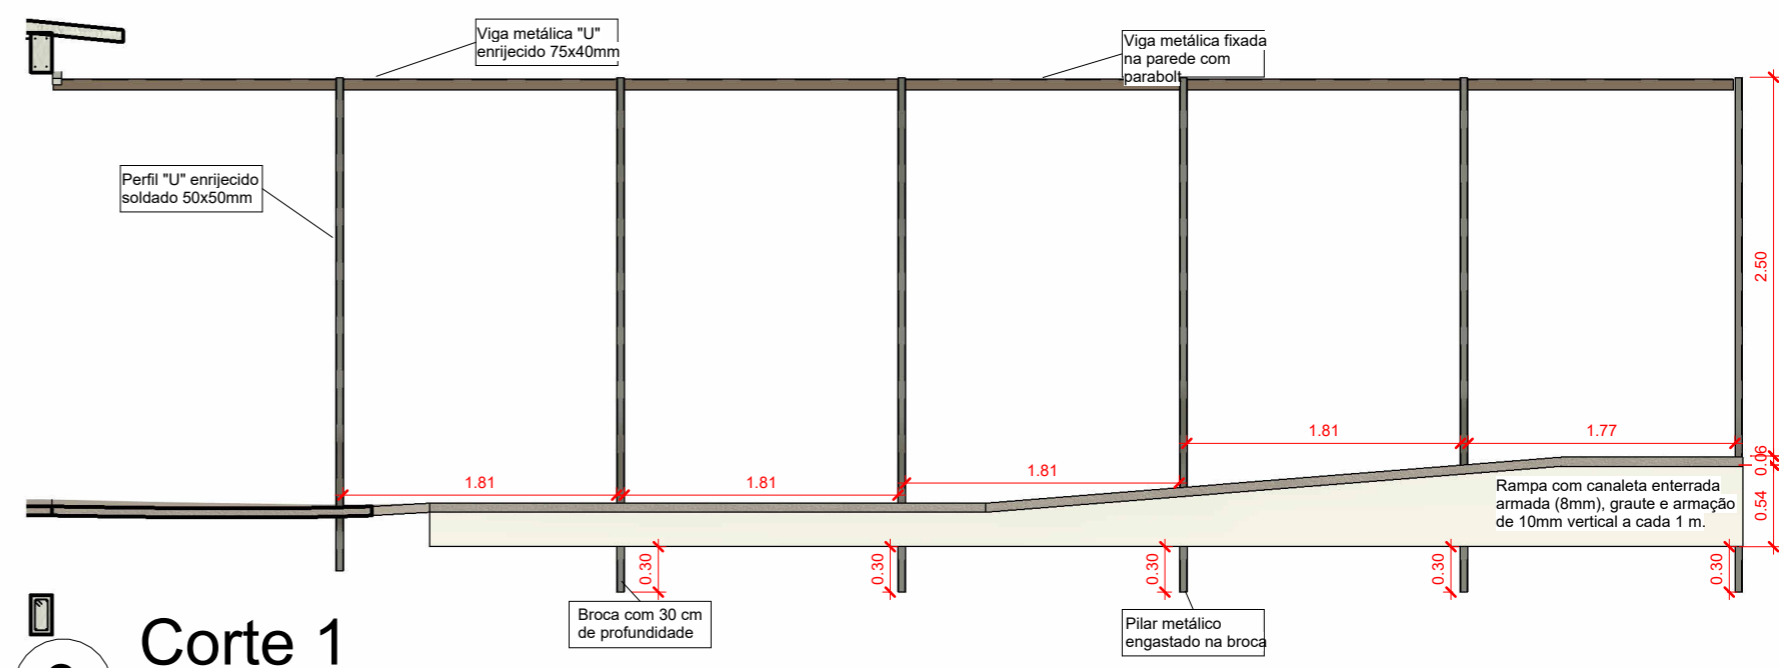 Viga metálica "U"
enrijecido 75x40mm
Viga metálica fixada
na parede com
parabolt
Perfil "U" enrijecido
soldado 50x50mm
2.50
1.81
1.77
1.81
1.81
1.81
0.06
0.54
Rampa com canaleta enterrada
armada (8mm), graute e armação
de 10mm vertical a cada 1 m.
0.30
0.30
0.30
0.30
0.30
Broca com 30 cm
de profundidade
Pilar metálico
engastado na broca
Corte 1